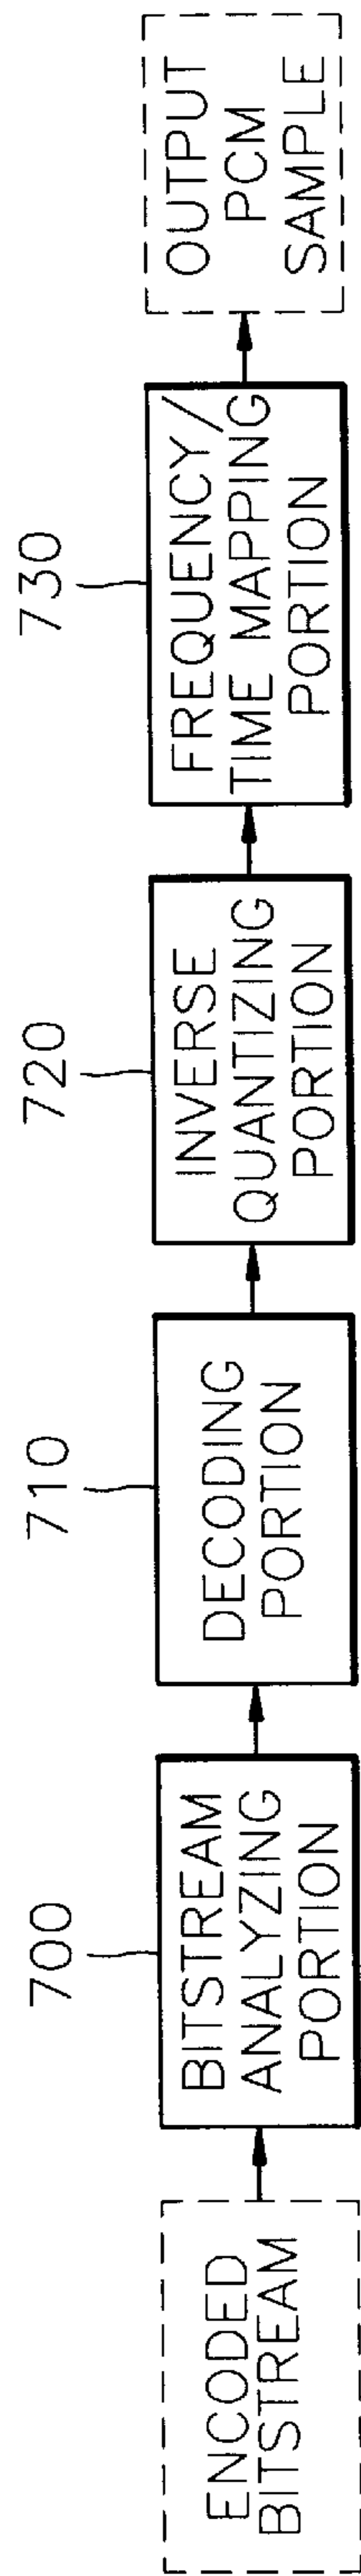 ENCODED
BITSTREAM
700
BITSTREAM
ANALYZING
PORTION
710
DECODING
PORTION
720
INVERSE
QUANTIZING
PORTION
730
FREQUENCY/
TIME MAPPING
PORTION
OUTPUT
PCM
SAMPLE